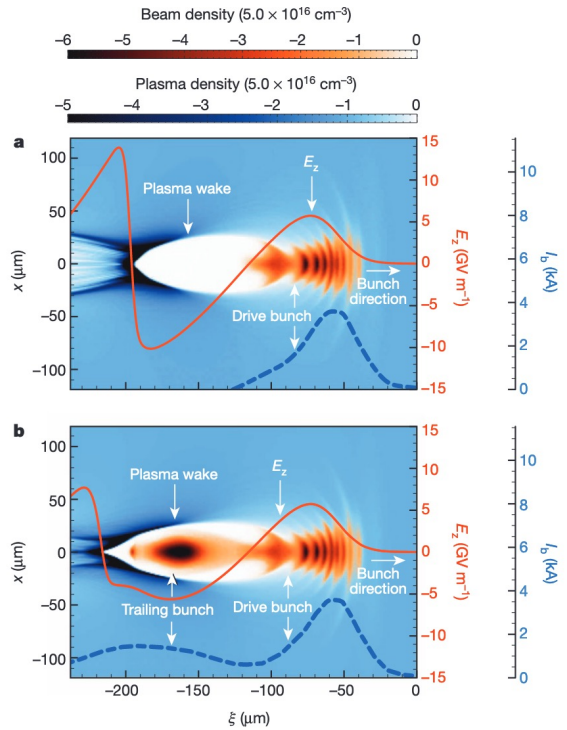 Beam density (5.0 × 10¹⁶ cm⁻³)
−6 −5 −4 −3 −2 −1 0
Plasma density (5.0 × 10¹⁶ cm⁻³)
−5 −4 −3 −2 −1 0
a
100
50
0
−50
−100
x (μm)
Plasma wake
E_z
Drive bunch
Bunch
direction
15
10
5
0
−5
−10
−15
E_z (GV m⁻¹)
10
8
6
4
2
0
I_b (kA)
b
100
50
0
−50
−100
x (μm)
Plasma wake
E_z
Trailing bunch
Drive bunch
Bunch
direction
15
10
5
0
−5
−10
−15
E_z (GV m⁻¹)
10
8
6
4
2
0
I_b (kA)
−200 −150 −100 −50 0
ξ (μm)